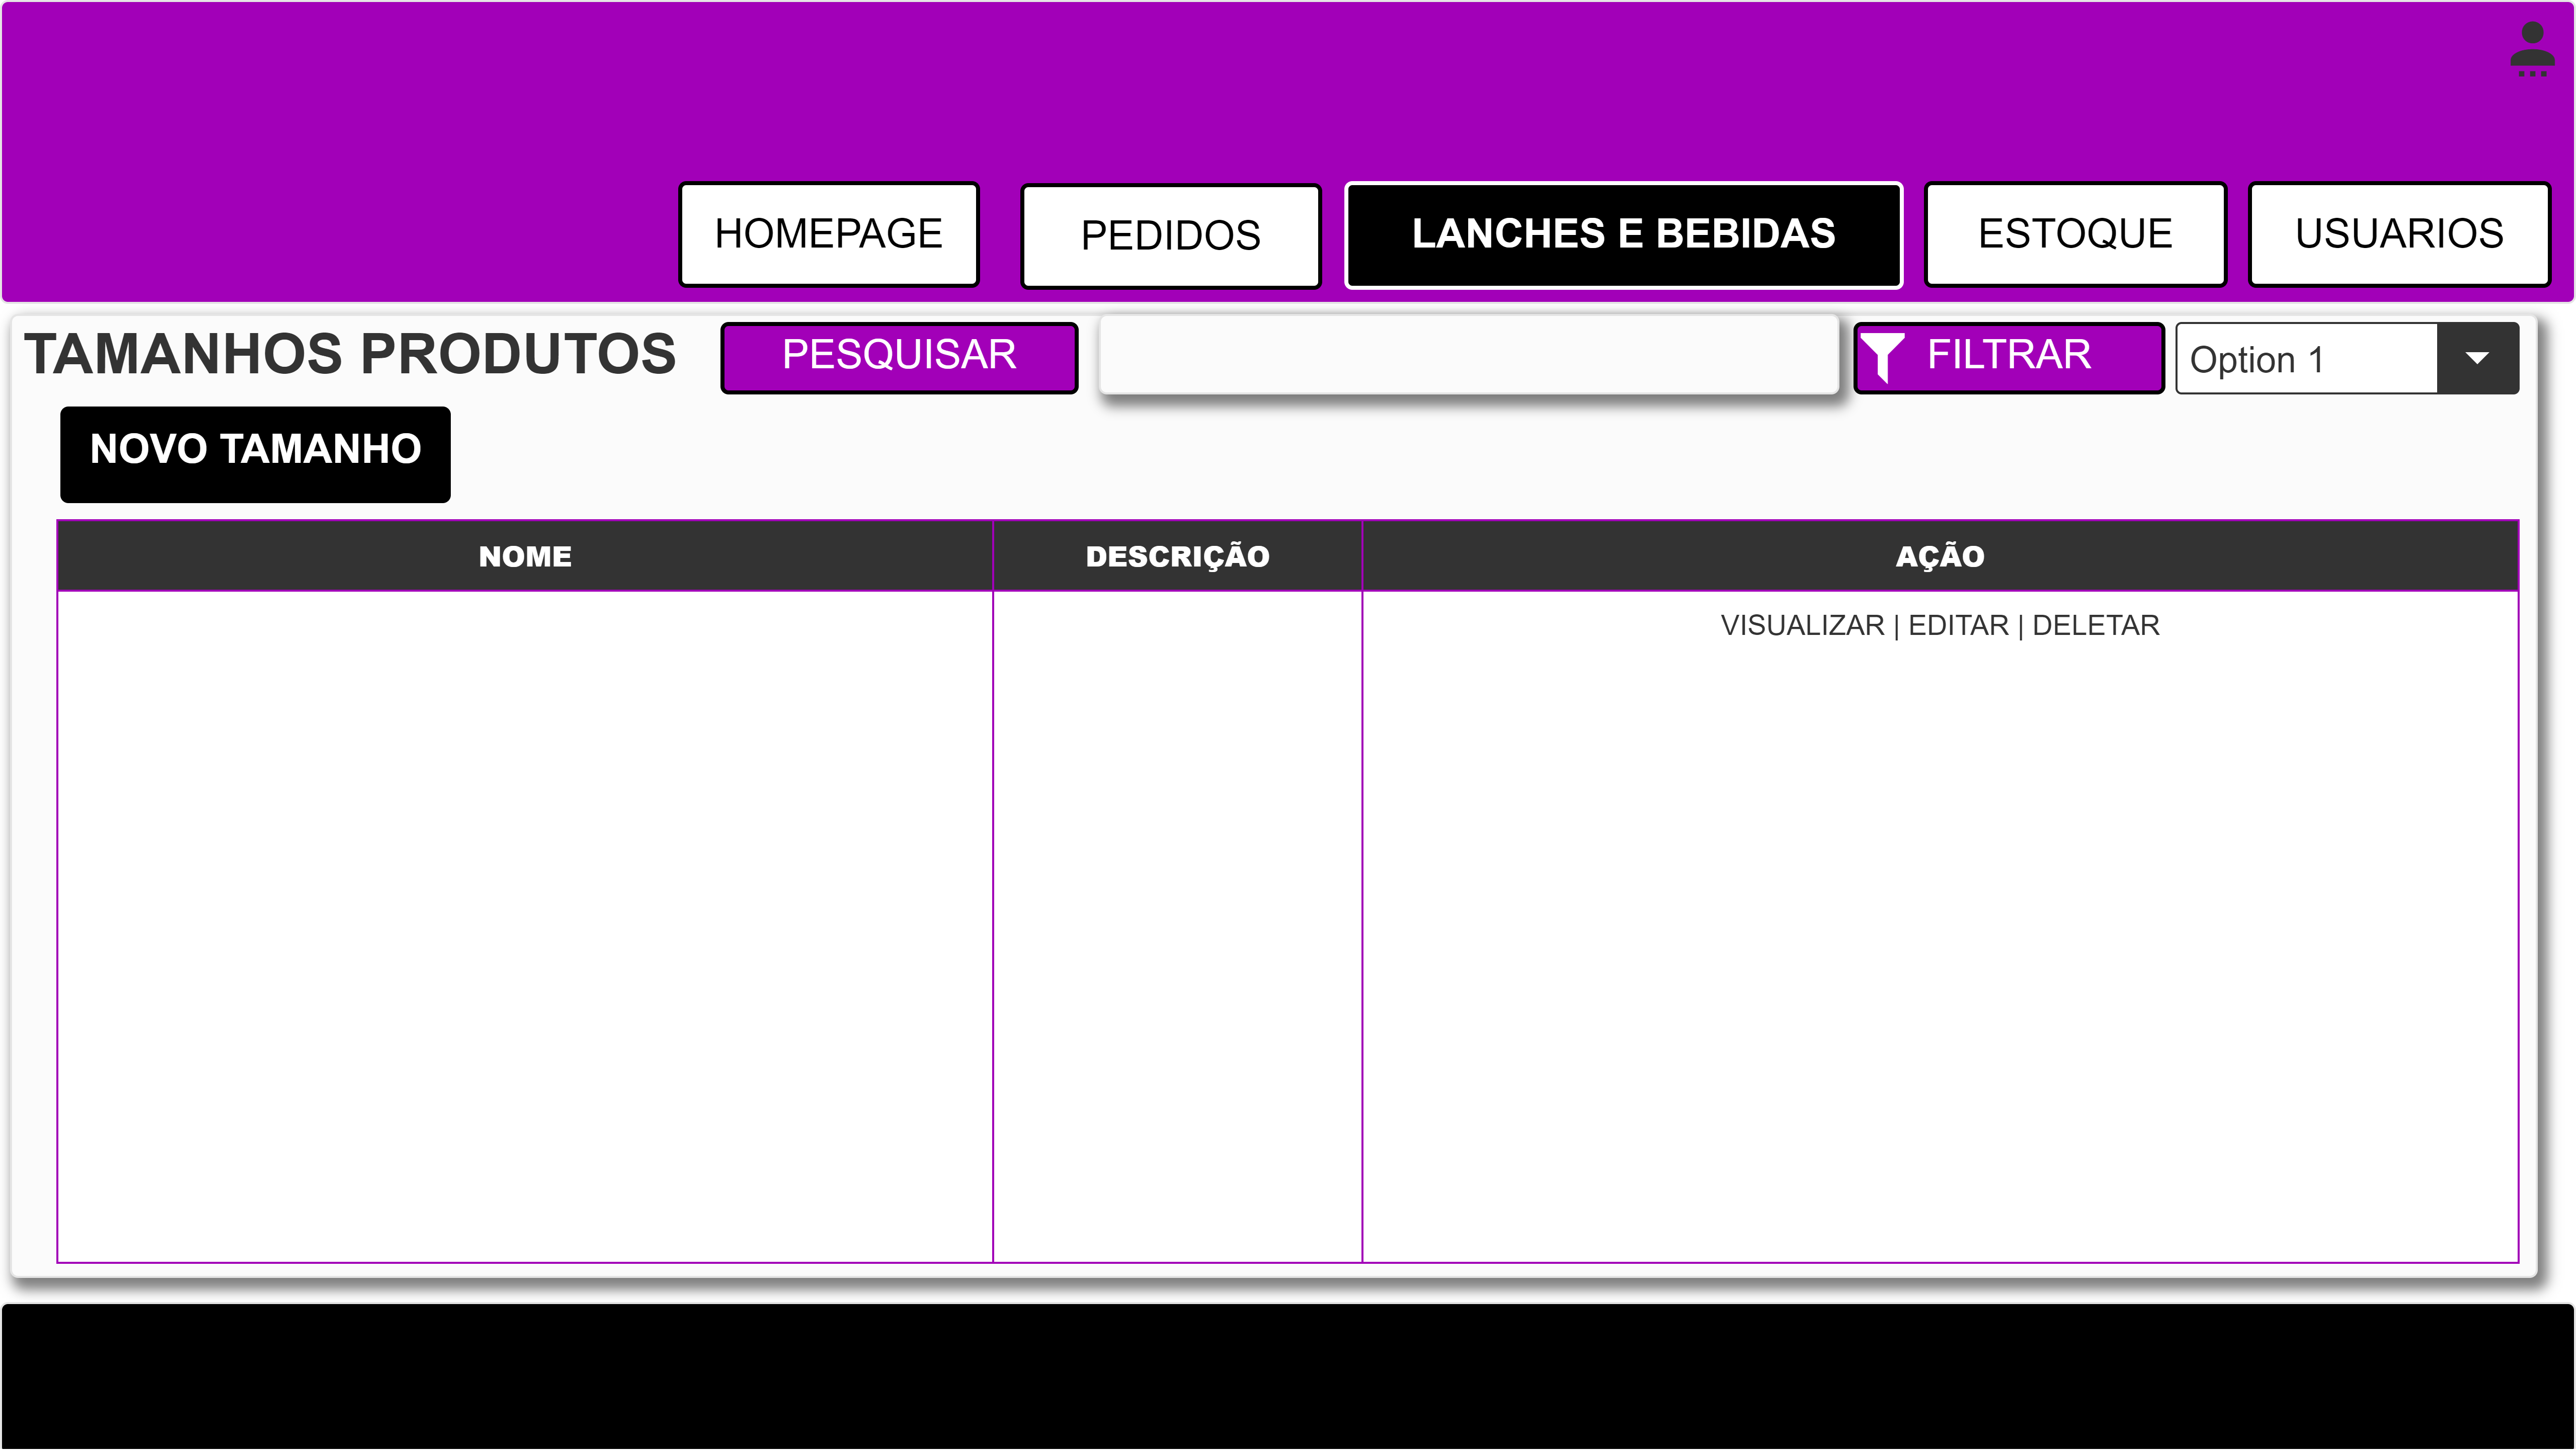 HOMEPAGE
PEDIDOS
LANCHES E BEBIDAS
ESTOQUE
USUARIOS
TAMANHOS PRODUTOS
PESQUISAR
FILTRAR
Option 1
NOVO TAMANHO
NOME
DESCRIÇÃO
AÇÃO
VISUALIZAR | EDITAR | DELETAR